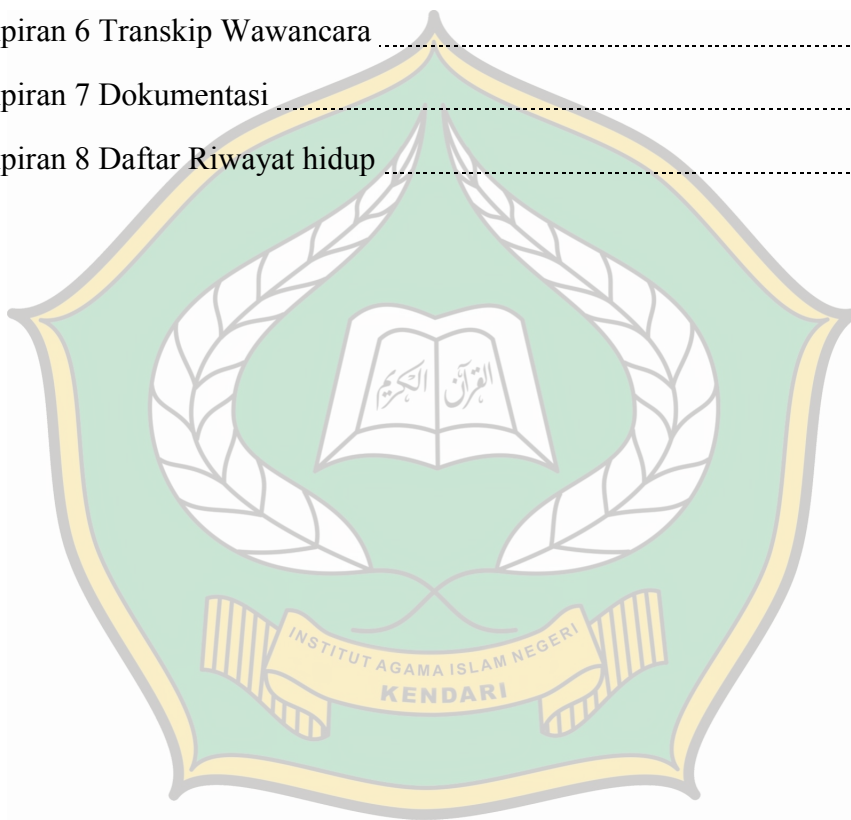 piran 6 Transkip Wawancara
piran 7 Dokumentasi
piran 8 Daftar Riwayat hidup
القرآن الكريم
INSTITUT AGAMA ISLAM NEGERI
KENDARI